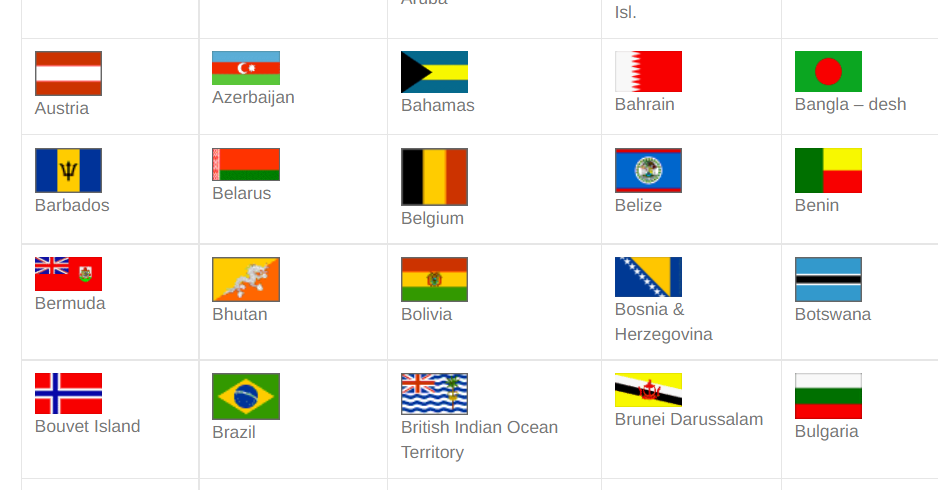 Aruba
Isl.
Austria
Azerbaijan
Bahamas
Bahrain
Bangla – desh
Barbados
Belarus
Belgium
Belize
Benin
Bermuda
Bhutan
Bolivia
Bosnia &
Herzegovina
Botswana
Bouvet Island
Brazil
British Indian Ocean
Territory
Brunei Darussalam
Bulgaria